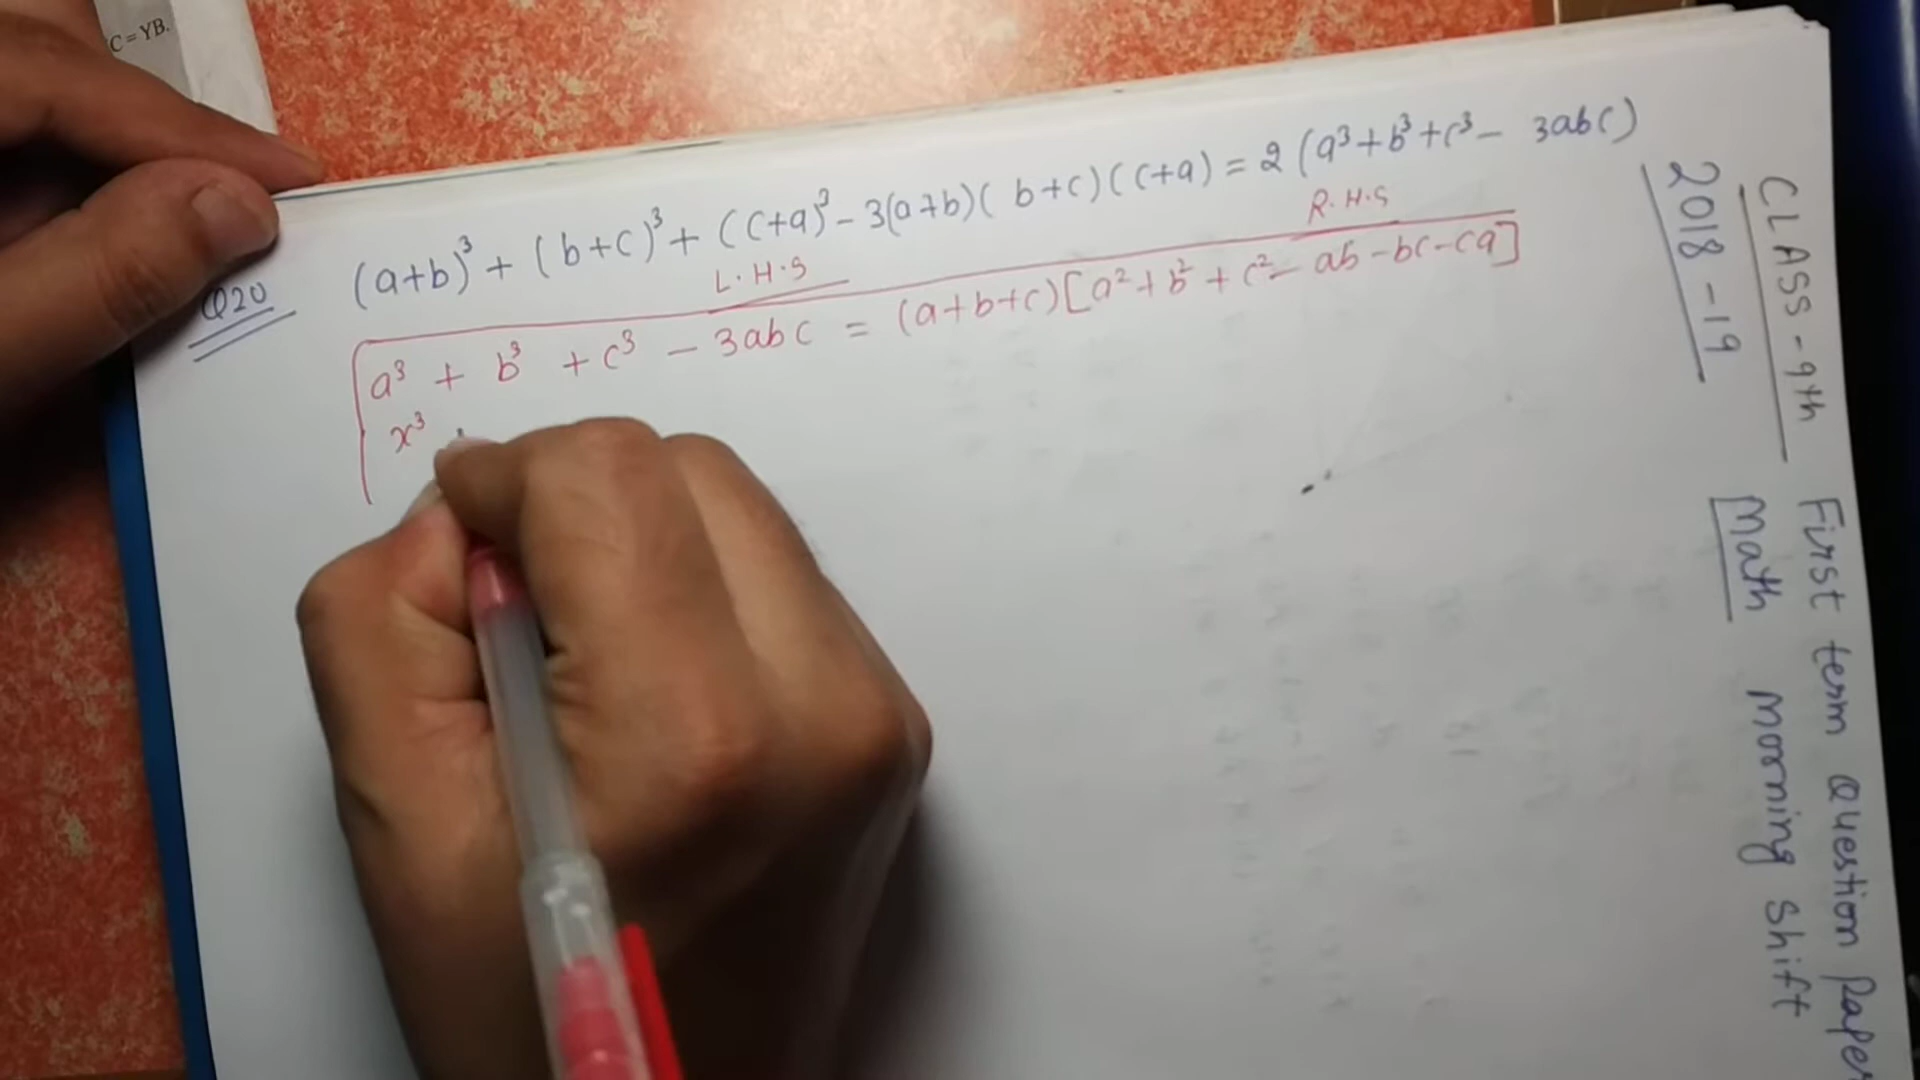 C=YB.
Q20 (a+b)³ + (b+c)³ + (c+a)³ - 3(a+b)(b+c)(c+a) = 2(a³+b³+c³- 3abc)
L.H.S R.H.S
a³ + b³ + c³ - 3abc = (a+b+c)[a²+b²+c²- ab-bc-ca]
x³
CLASS-9th First term Question Paper
2018-19 Math Morning Shift